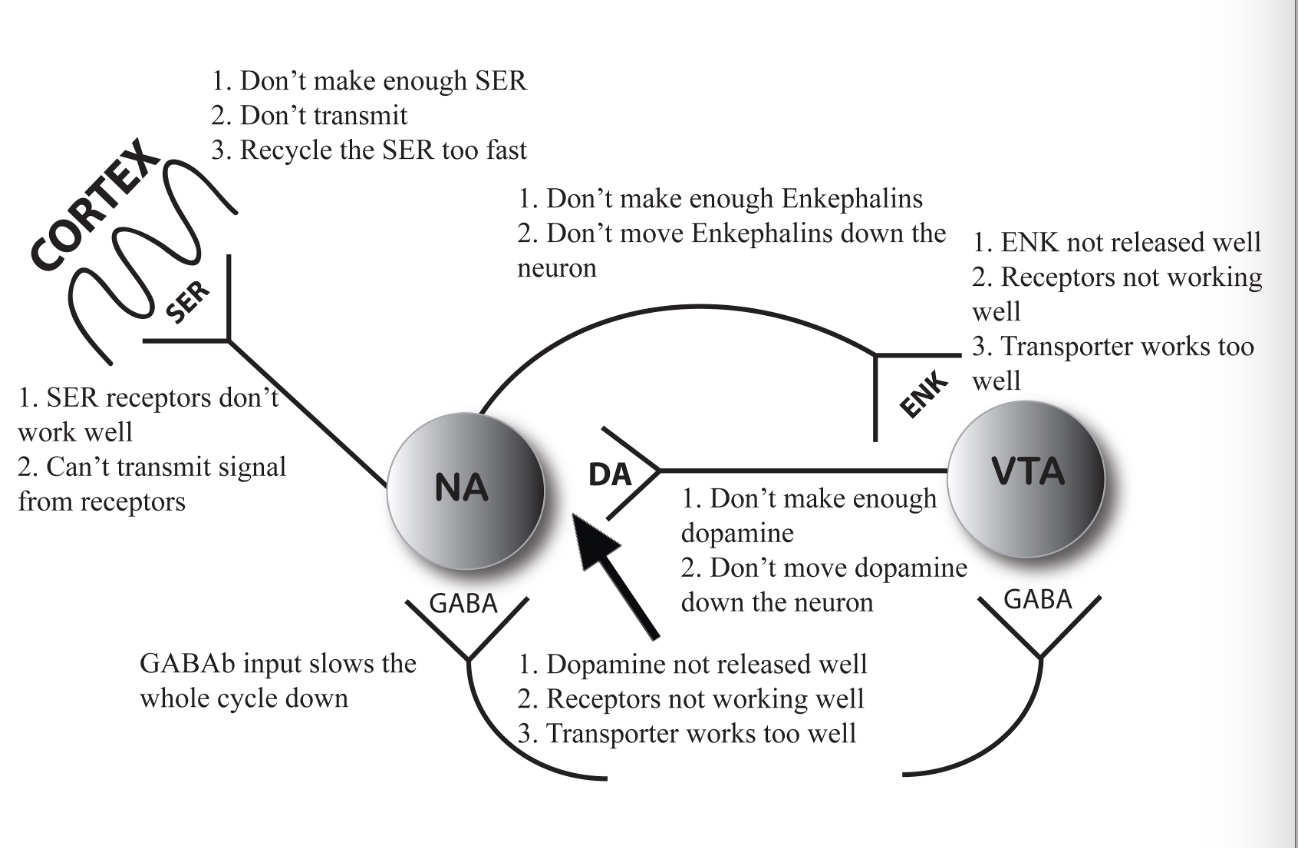 1. Don’t make enough SER
2. Don’t transmit
3. Recycle the SER too fast
CORTEX
SER
1. Don’t make enough Enkephalins
2. Don’t move Enkephalins down the
neuron
1. ENK not released well
2. Receptors not working
well
3. Transporter works too
well
ENK
1. SER receptors don’t
work well
2. Can’t transmit signal
from receptors
NA
DA
VTA
1. Don’t make enough
dopamine
2. Don’t move dopamine
down the neuron
GABA
GABA
GABAb input slows the
whole cycle down
1. Dopamine not released well
2. Receptors not working well
3. Transporter works too well